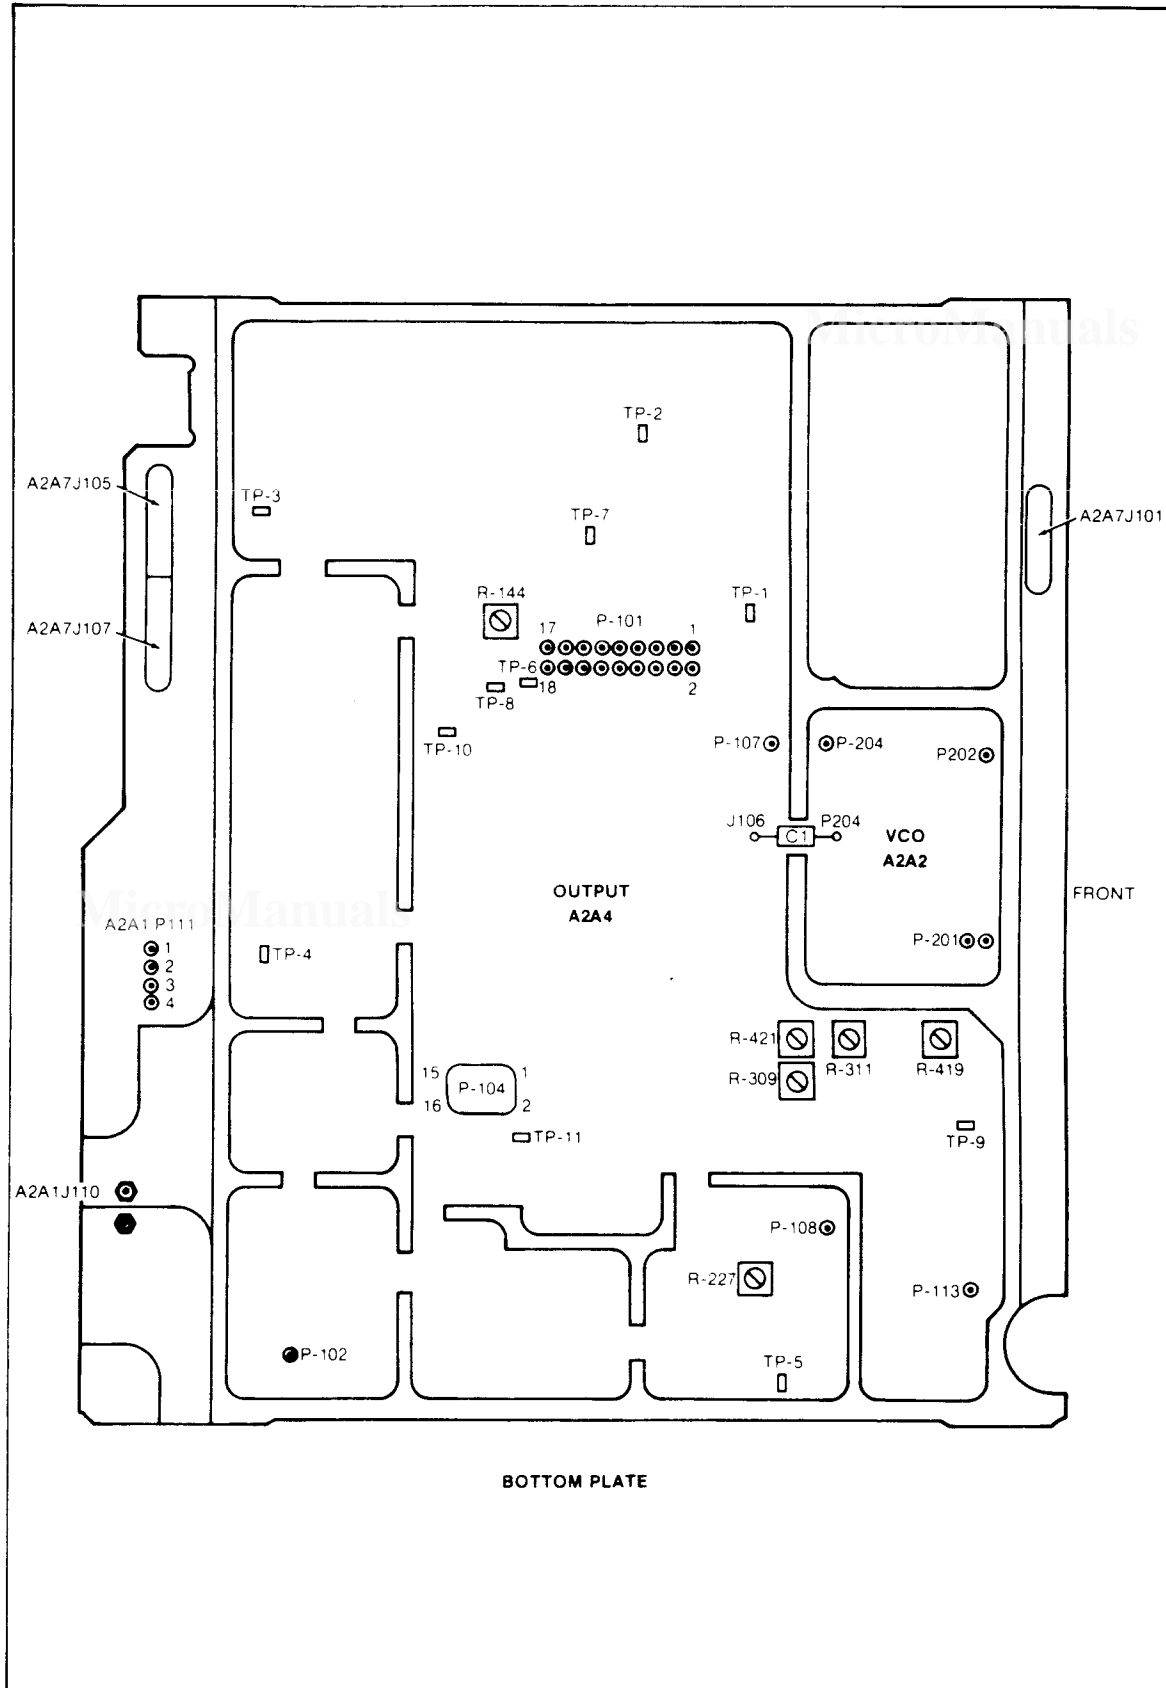 MicroManuals
TP-2
A2A7J105
TP-3
TP-7
A2A7J101
R-144
TP-1
17 P-101 1
A2A7J107
TP-6
18 2
TP-8
TP-10
P-107 P-204
P202
J106 C1 P204
VCO
A2A2
OUTPUT
A2A4
FRONT
MicroManuals
A2A1 P111
1
2
3
4
TP-4
P-201
R-421
R-311
R-419
R-309
15 1
P-104
16 2
TP-11
TP-9
A2A1J110
P-108
R-227
P-113
P-102
TP-5
BOTTOM PLATE